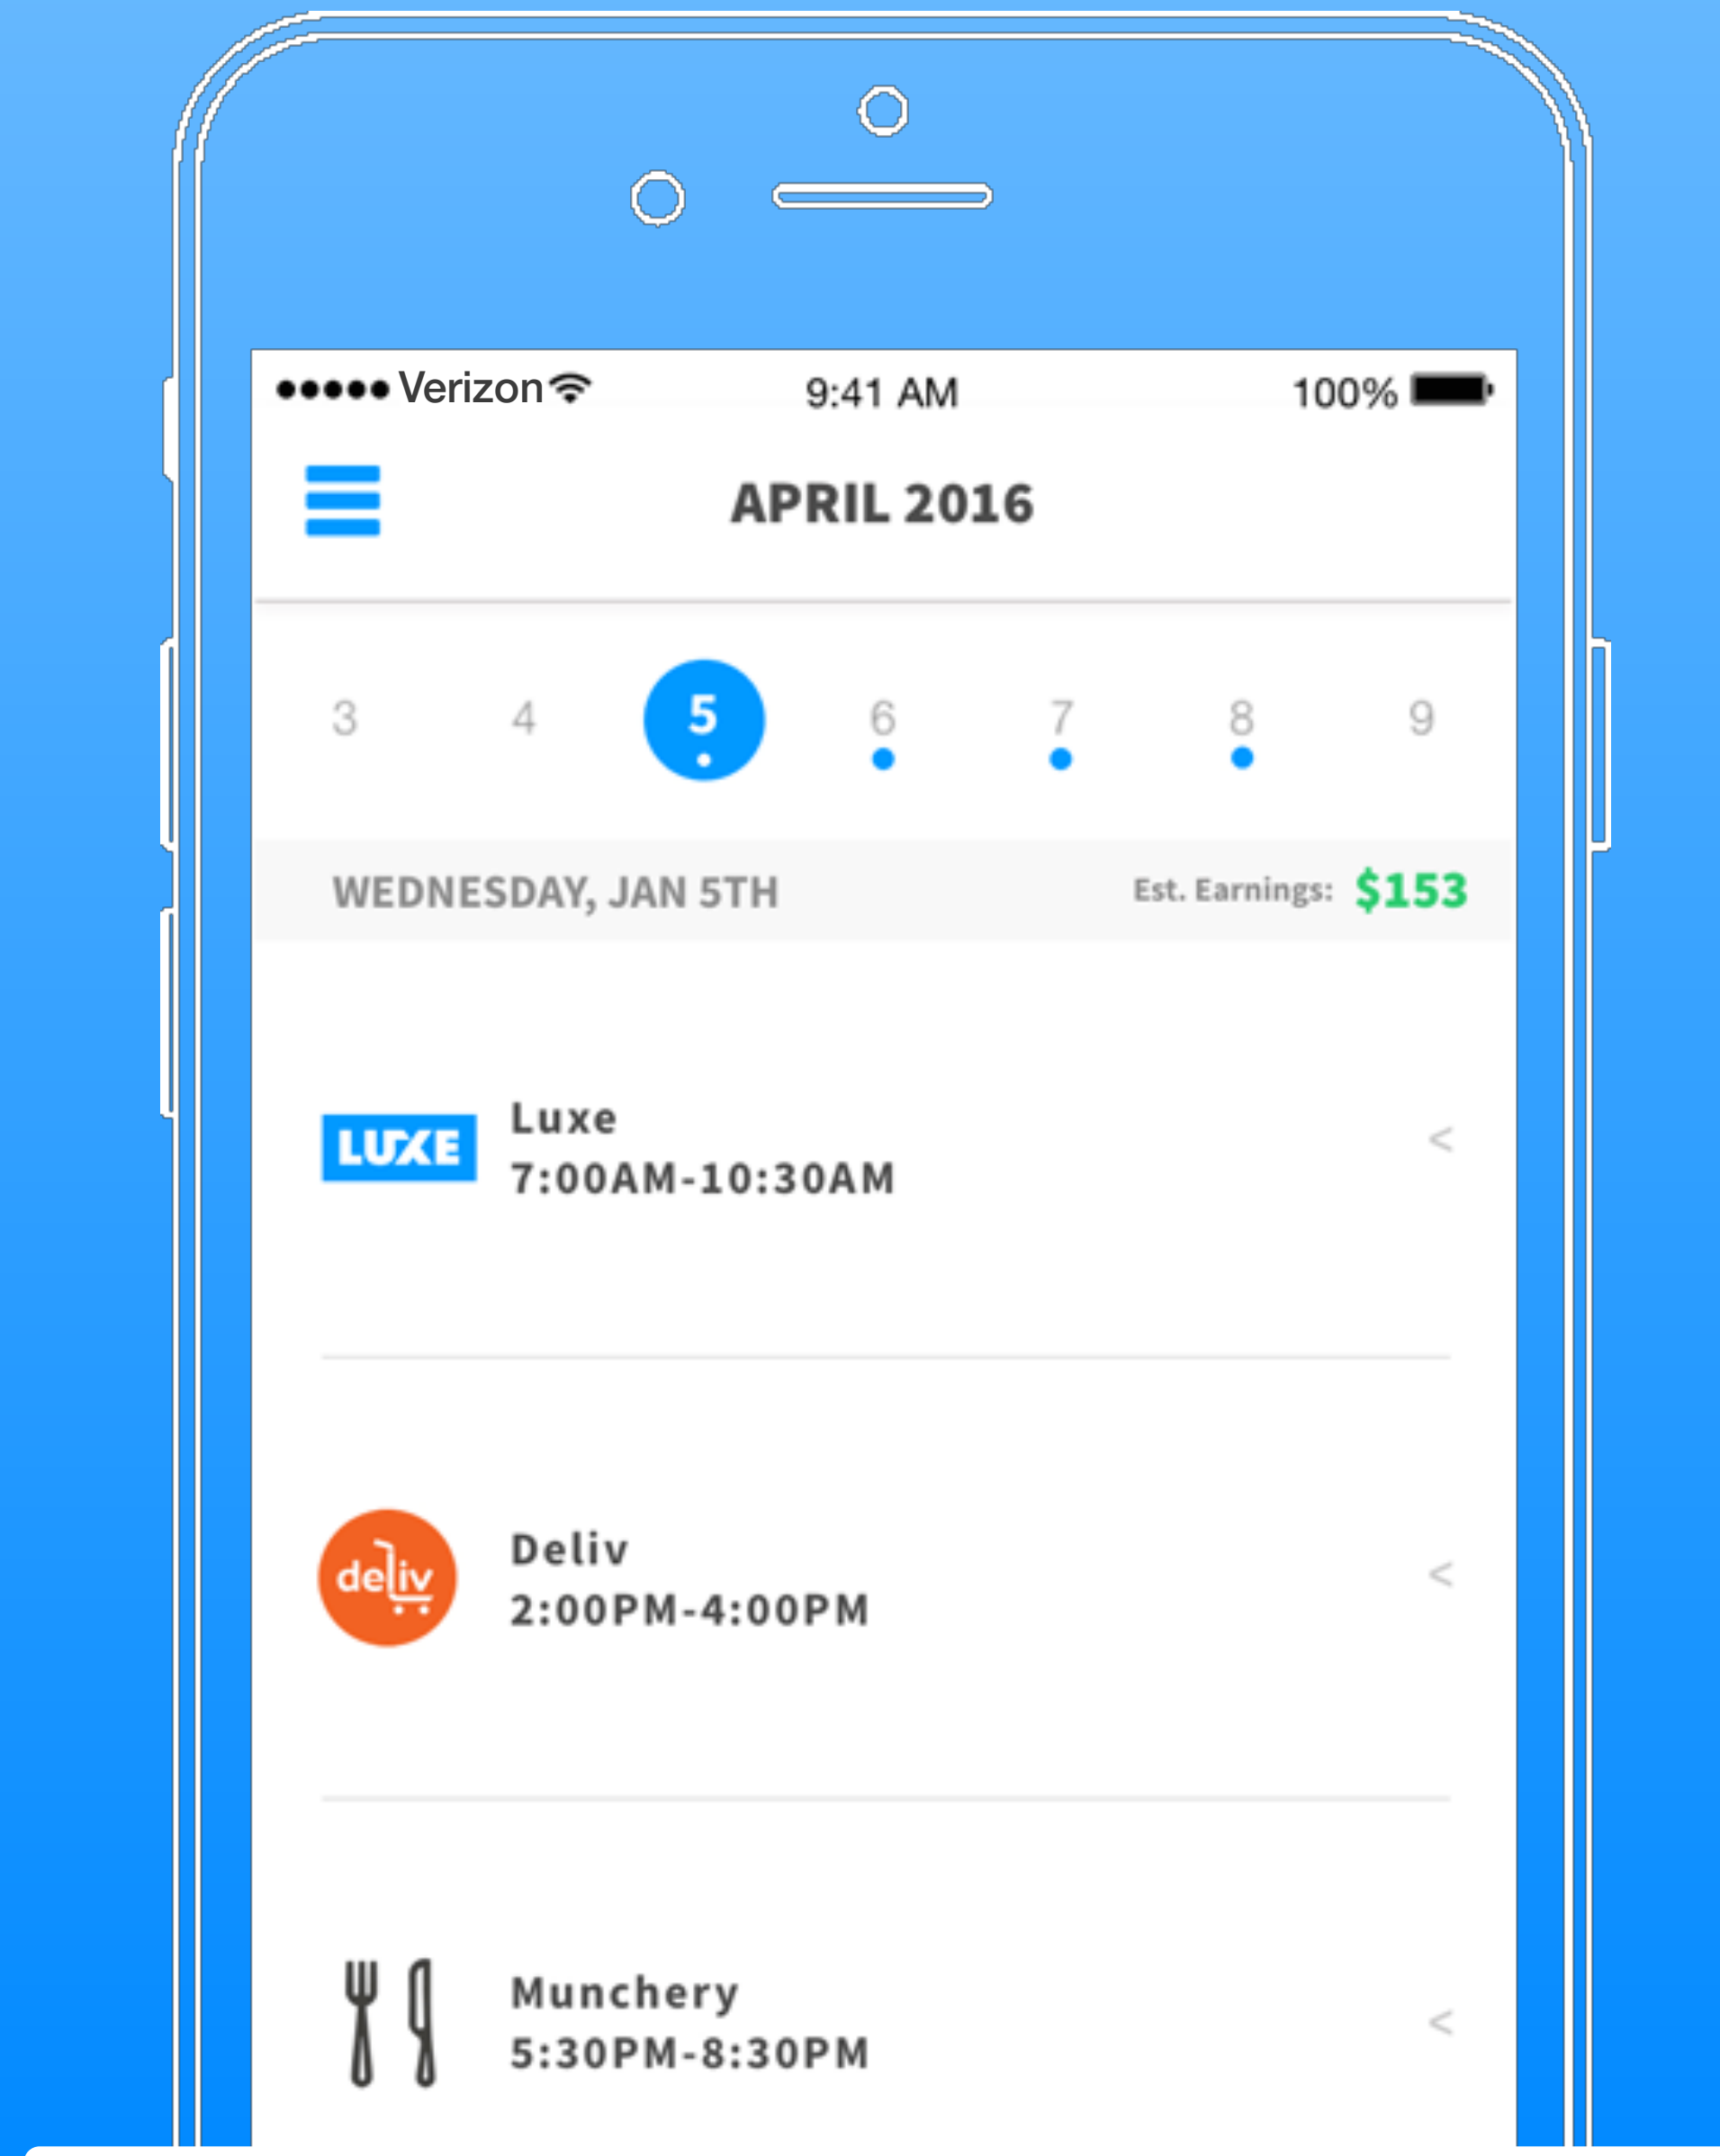 Verizon 9:41 AM 100%
APRIL 2016
3 4 5 6 7 8 9
WEDNESDAY, JAN 5TH Est. Earnings: $153
LUXE
Luxe
7:00AM-10:30AM
<
deliv
Deliv
2:00PM-4:00PM
<
Munchery
5:30PM-8:30PM
<